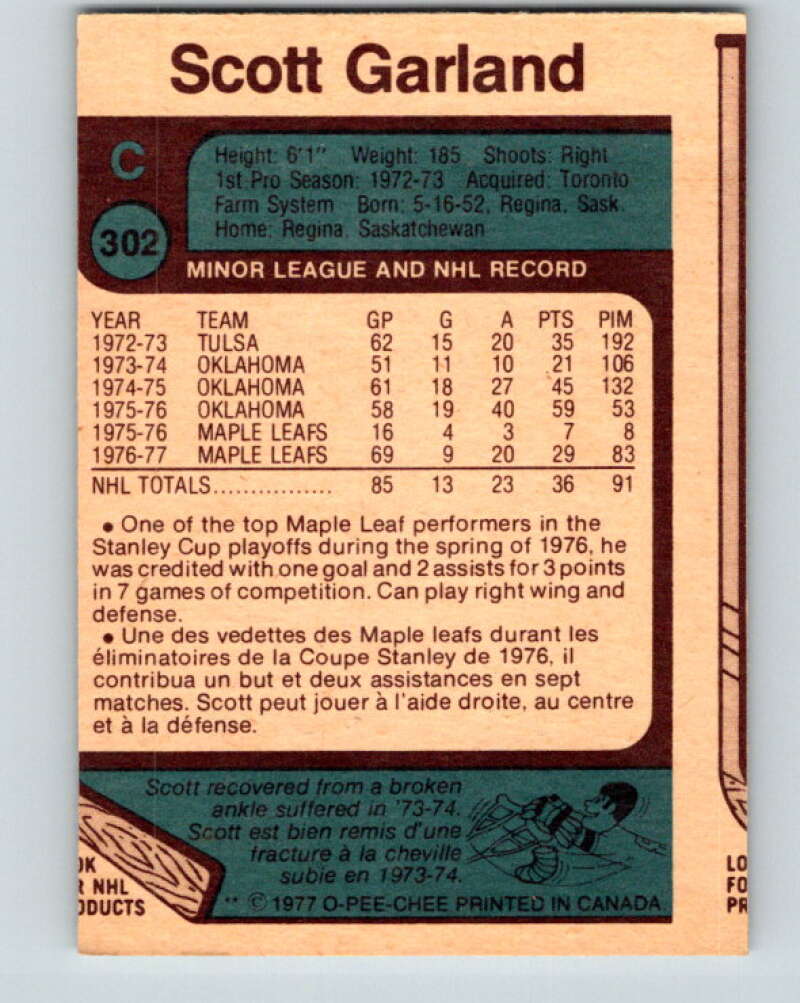 Scott Garland
C
Height: 6'1" Weight: 185 Shoots: Right
1st Pro Season: 1972-73 Acquired: Toronto
Farm System Born: 5-16-52, Regina, Sask.
Home: Regina, Saskatchewan
302
MINOR LEAGUE AND NHL RECORD
YEAR TEAM GP G A PTS PIM
1972-73 TULSA 62 15 20 35 192
1973-74 OKLAHOMA 51 11 10 21 106
1974-75 OKLAHOMA 61 18 27 45 132
1975-76 OKLAHOMA 58 19 40 59 53
1975-76 MAPLE LEAFS 16 4 3 7 8
1976-77 MAPLE LEAFS 69 9 20 29 83
NHL TOTALS................ 85 13 23 36 91
• One of the top Maple Leaf performers in the
Stanley Cup playoffs during the spring of 1976, he
was credited with one goal and 2 assists for 3 points
in 7 games of competition. Can play right wing and
defense.
• Une des vedettes des Maple leafs durant les
éliminatoires de la Coupe Stanley de 1976, il
contribua un but et deux assistances en sept
matches. Scott peut jouer à l'aide droite, au centre
et à la défense.
Scott recovered from a broken
ankle suffered in '73-74.
Scott est bien remis d'une
fracture à la cheville
subie en 1973-74.
** © 1977 O-PEE-CHEE PRINTED IN CANADA
OK
R NHL
ODUCTS
LO
FO
PR